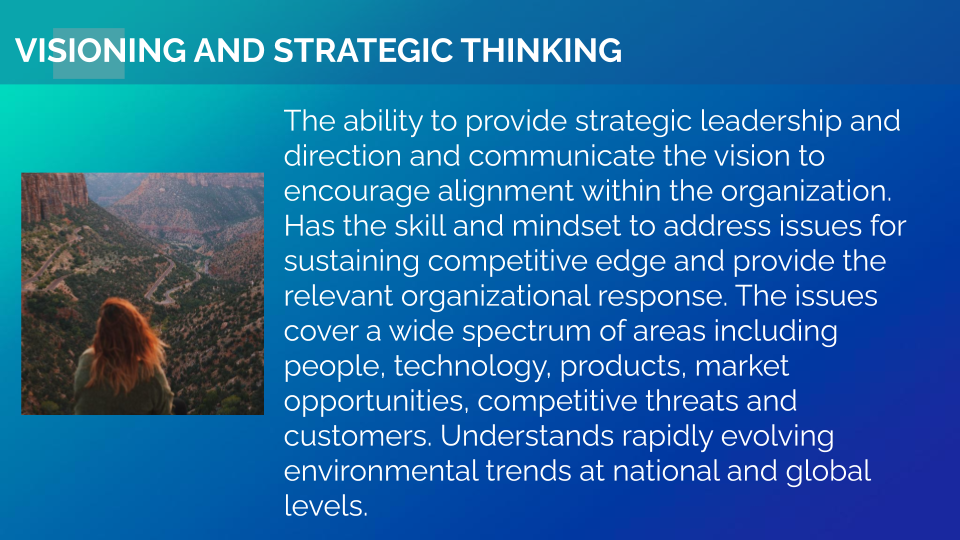 VISIONING AND STRATEGIC THINKING
The ability to provide strategic leadership and
direction and communicate the vision to
encourage alignment within the organization.
Has the skill and mindset to address issues for
sustaining competitive edge and provide the
relevant organizational response. The issues
cover a wide spectrum of areas including
people, technology, products, market
opportunities, competitive threats and
customers. Understands rapidly evolving
environmental trends at national and global
levels.